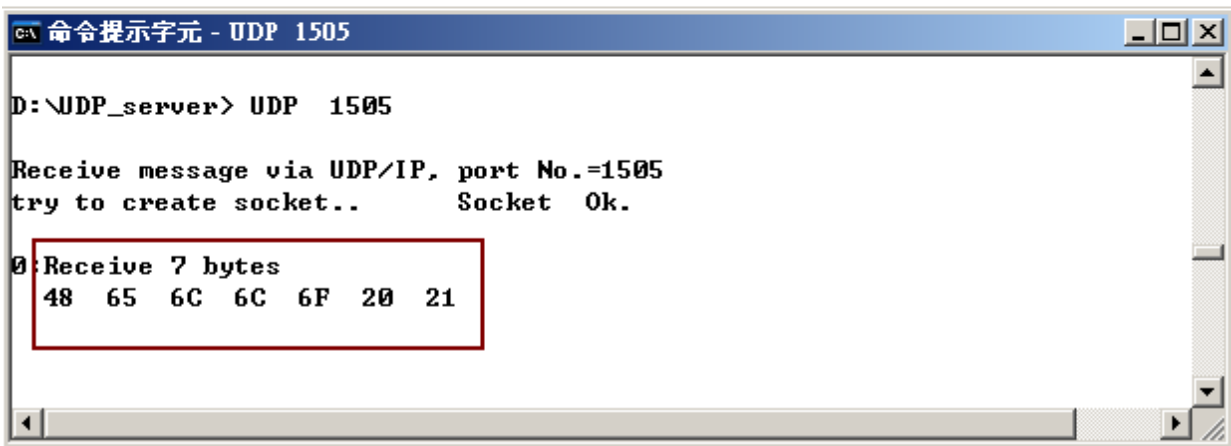 命令提示字元 - UDP 1505
D:\UDP_server> UDP  1505
Receive message via UDP/IP, port No.=1505
try to create socket..      Socket  Ok.
0:Receive 7 bytes
48  65  6C  6C  6F  20  21